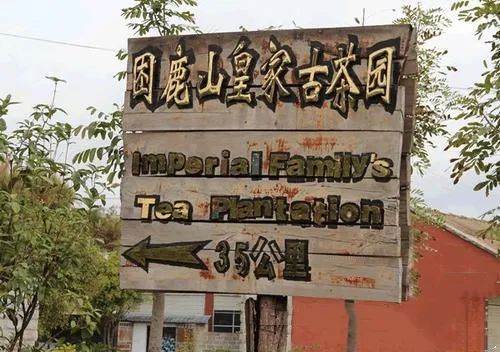 困鹿山皇家古茶园
Imperial Family's
Tea Plantation
35公里